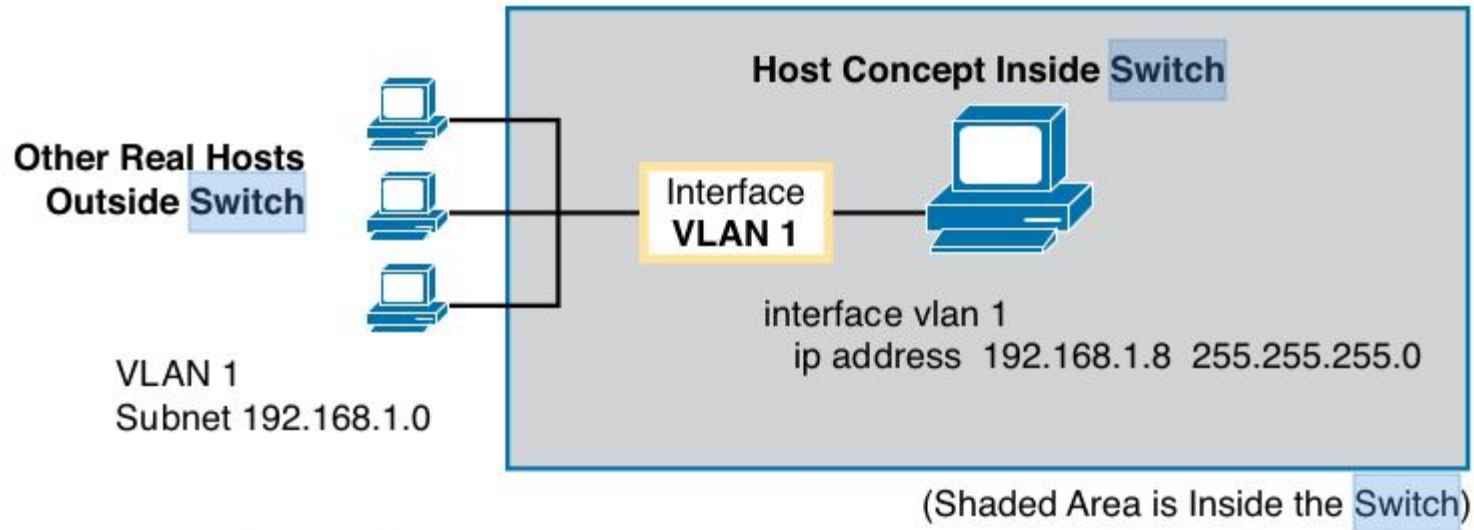 Host Concept Inside Switch
Other Real Hosts
Outside Switch
Interface
VLAN 1
interface vlan 1
ip address 192.168.1.8 255.255.255.0
VLAN 1
Subnet 192.168.1.0
(Shaded Area is Inside the Switch)